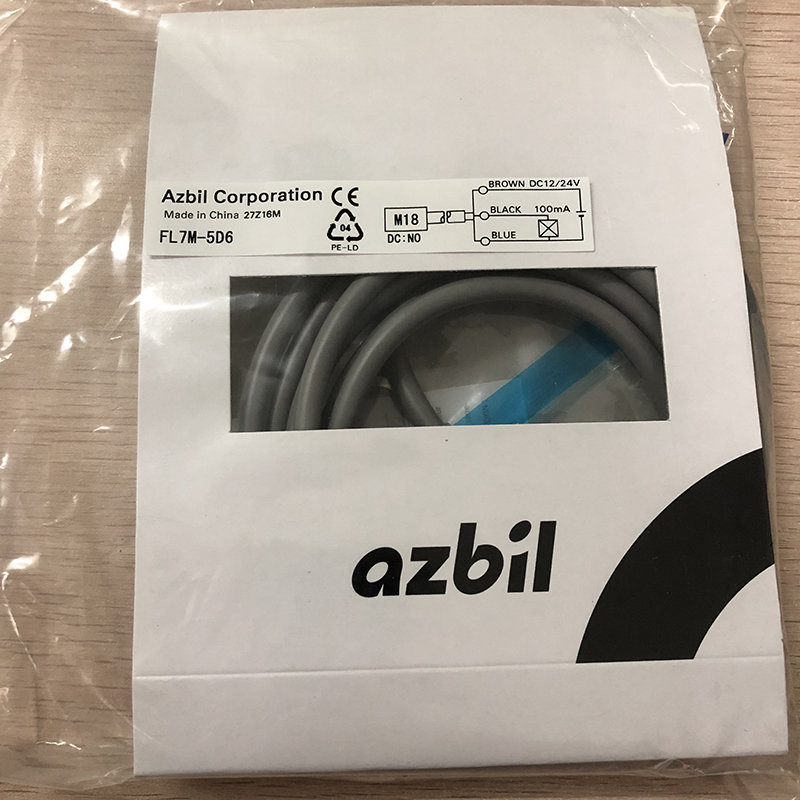 Azbil Corporation CE
Made in China 27Z16M
FL7M-5D6
04
PE-LD
M18
DC:NO
BROWN DC12/24V
BLACK 100mA
BLUE
azbil